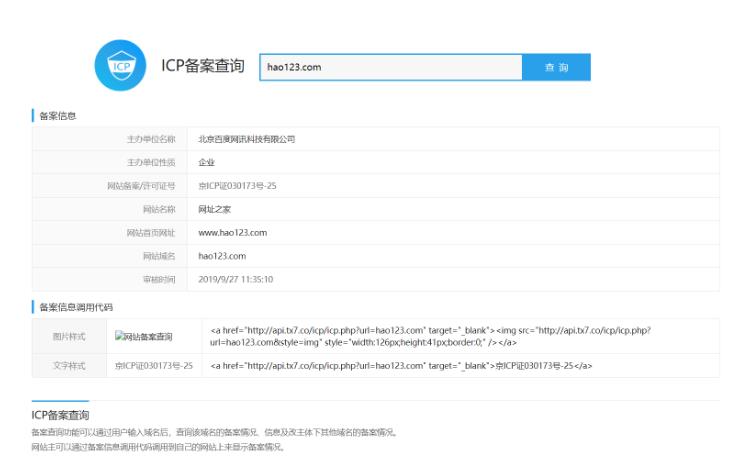 ICP
ICP备案查询
hao123.com
查 询
备案信息
主办单位名称 北京百度网讯科技有限公司
主办单位性质 企业
网站备案/许可证号 京ICP证030173号-25
网站名称 网址之家
网站首页网址 www.hao123.com
网站域名 hao123.com
审核时间 2019/9/27 11:35:10
备案信息调用代码
图片样式 网站备案查询 <a href="http://api.tx7.co/icp/icp.php?url=hao123.com" target="_blank"><img src="http://api.tx7.co/icp/icp.php?
url=hao123.com&style=img" style="width:126px;height:41px;border:0;" /></a>
文字样式 京ICP证030173号-25 <a href="http://api.tx7.co/icp/icp.php?url=hao123.com" target="_blank">京ICP证030173号-25</a>
ICP备案查询
备案查询功能可以通过用户输入域名后，查询该域名的备案情况、信息及改主体下其他域名的备案情况。
网站主可以通过备案信息调用代码调用到自己的网站上来显示备案情况。